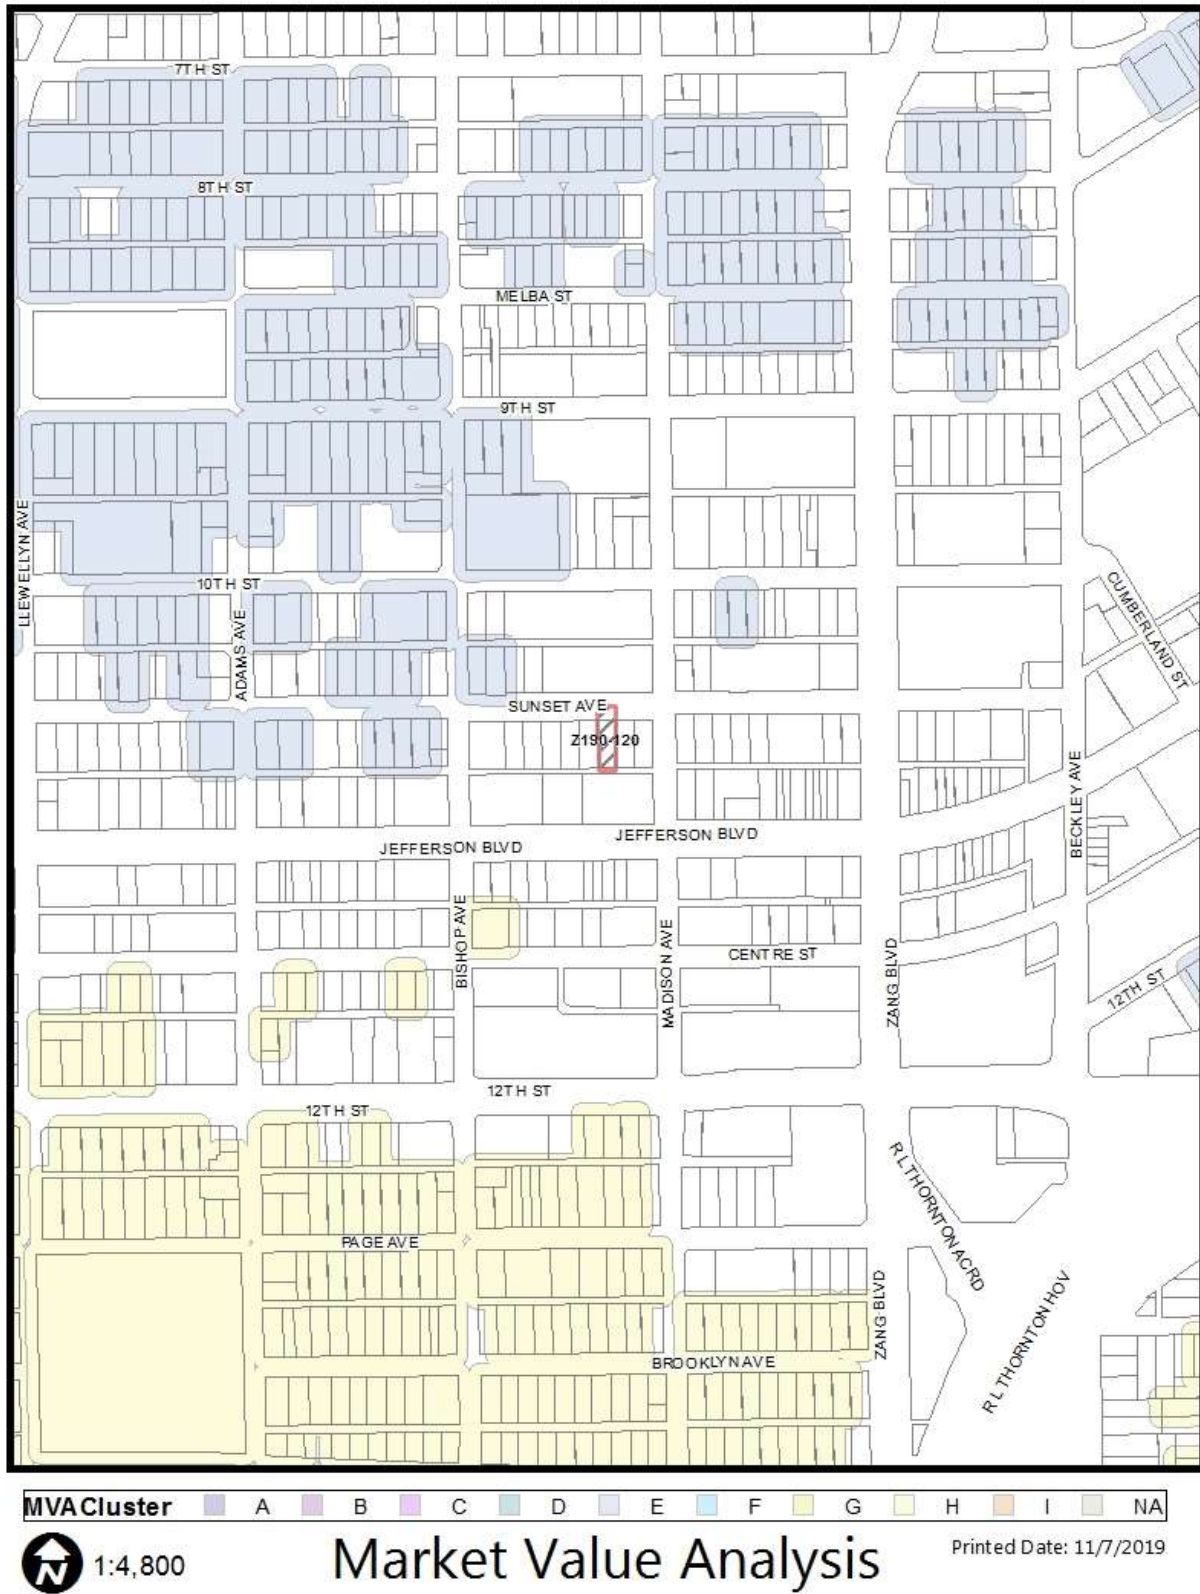 7TH ST
8TH ST
MELBA ST
9TH ST
LLEWELLYN AVE
10TH ST
ADAMS AVE
CUMBERLAND ST
SUNSET AVE
Z190-120
BECKLEY AVE
JEFFERSON BLVD
JEFFERSON BLVD
BISHOP AVE
MADISON AVE
CENTRE ST
ZANG BLVD
12TH ST
12TH ST
12TH ST
R L THORNTON ACRD
PAGE AVE
ZANG BLVD
R L THORNTON HOV
BROOKLYN AVE
MVA Cluster A B C D E F G H I NA
N 1:4,800 Market Value Analysis Printed Date: 11/7/2019